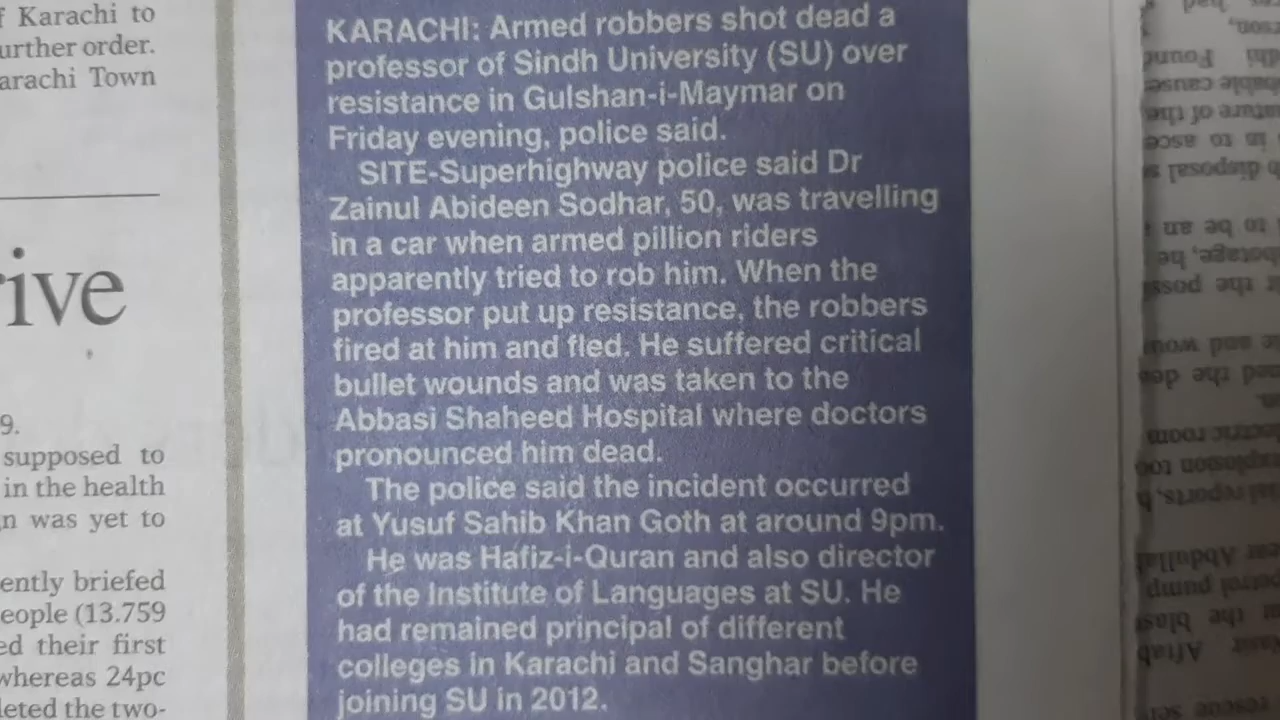 f Karachi to
urther order.
arachi Town
rive
9.
supposed to
in the health
n was yet to
ently briefed
eople (13.759
ed their first
whereas 24pc
leted the two-
KARACHI: Armed robbers shot dead a
professor of Sindh University (SU) over
resistance in Gulshan-i-Maymar on
Friday evening, police said.
SITE-Superhighway police said Dr
Zainul Abideen Sodhar, 50, was travelling
in a car when armed pillion riders
apparently tried to rob him. When the
professor put up resistance, the robbers
fired at him and fled. He suffered critical
bullet wounds and was taken to the
Abbasi Shaheed Hospital where doctors
pronounced him dead.
The police said the incident occurred
at Yusuf Sahib Khan Goth at around 9pm.
He was Hafiz-i-Quran and also director
of the Institute of Languages at SU. He
had remained principal of different
colleges in Karachi and Sanghar before
joining SU in 2012.